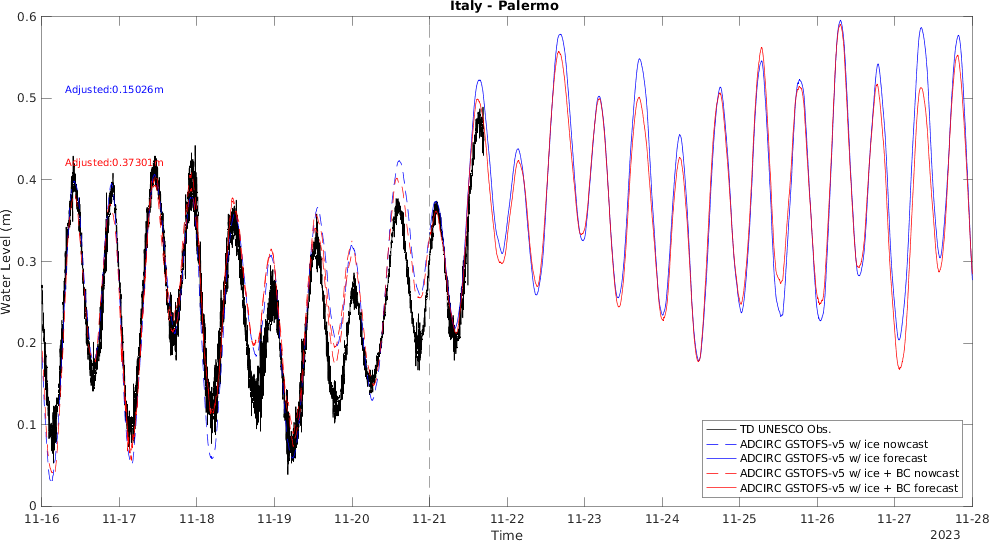 Italy - Palermo
0.6
0.5
0.4
0.3
0.2
0.1
0
Water Level (m)
Adjusted:0.15026m
Adjusted:0.37301m
TD UNESCO Obs.
ADCIRC GSTOFS-v5 w/ ice nowcast
ADCIRC GSTOFS-v5 w/ ice forecast
ADCIRC GSTOFS-v5 w/ ice + BC nowcast
ADCIRC GSTOFS-v5 w/ ice + BC forecast
11-16 11-17 11-18 11-19 11-20 11-21 11-22 11-23 11-24 11-25 11-26 11-27 11-28
Time
2023